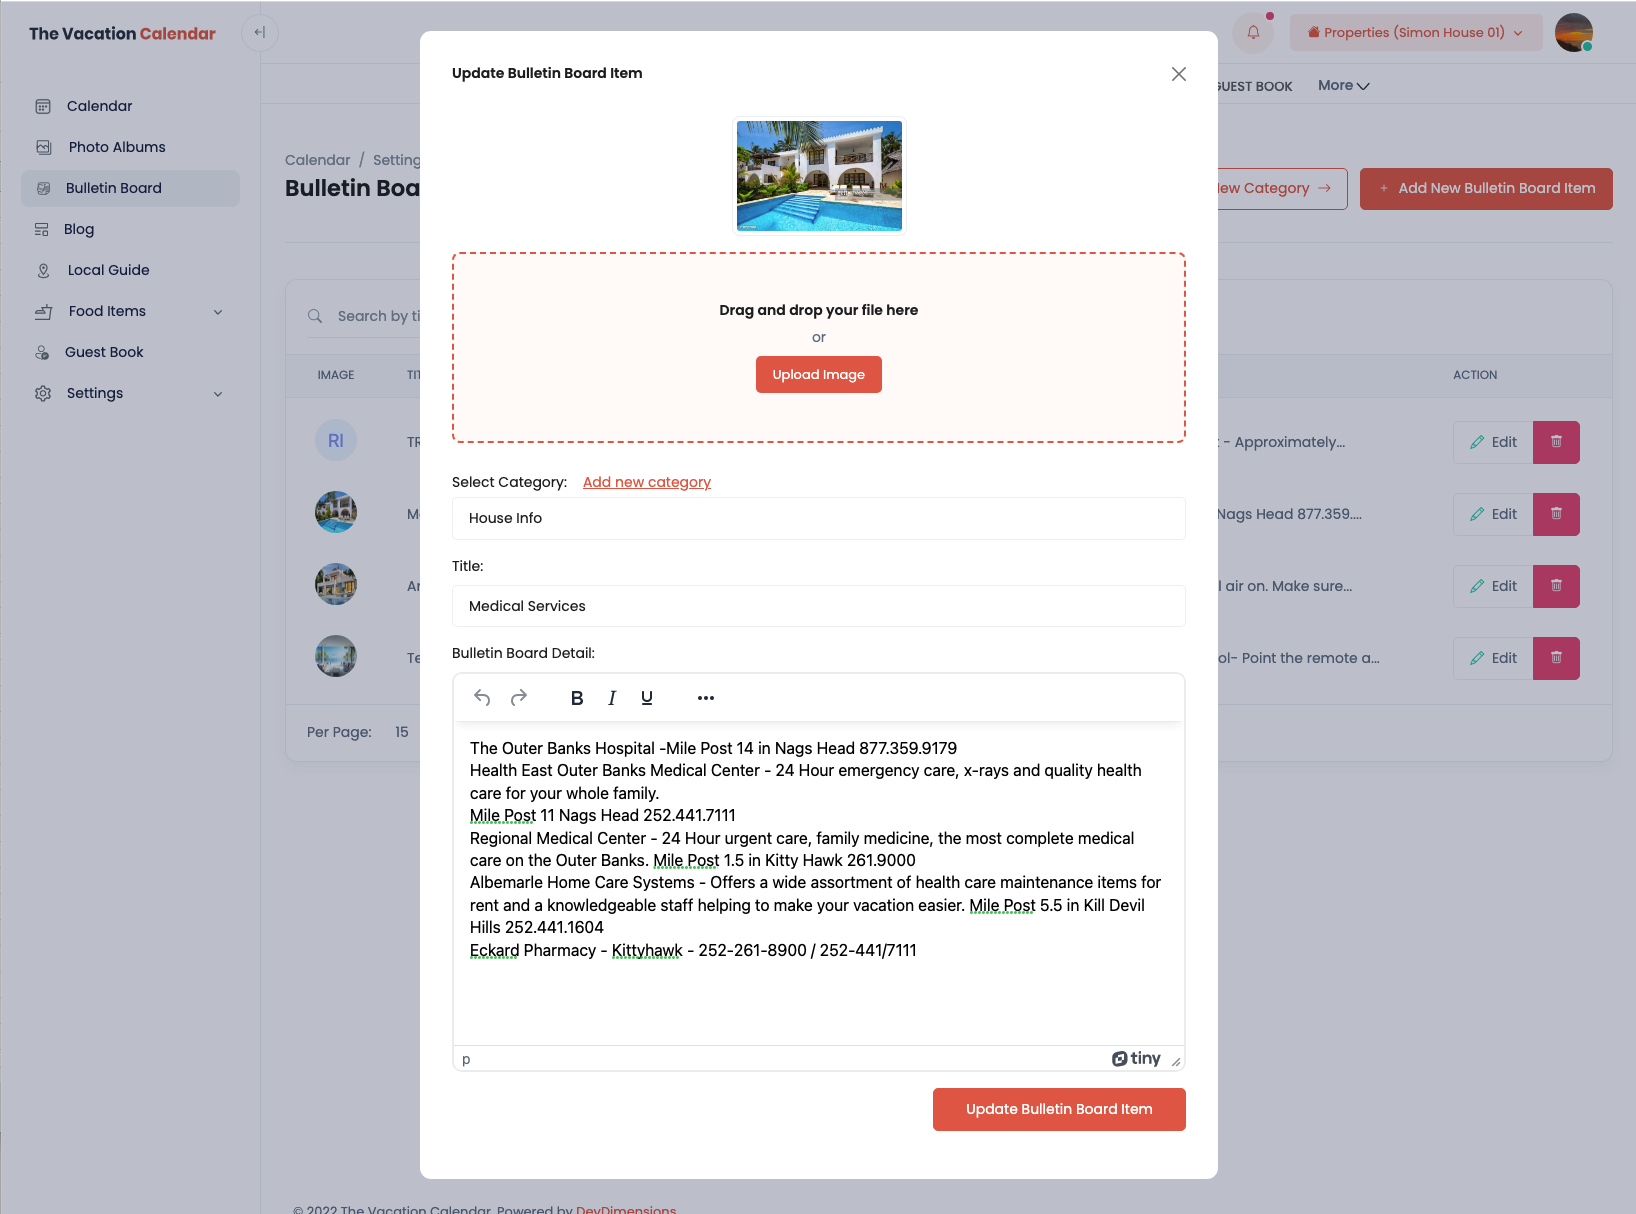 The Vacation Calendar
Properties (Simon House 01)
GUEST BOOK
More
Calendar
Photo Albums
Bulletin Board
Blog
Local Guide
Food Items
Guest Book
Settings
Calendar / Setting
Bulletin Boa
New Category →
+ Add New Bulletin Board Item
Search by ti
IMAGE
TIT
ACTION
RI
TR
- Approximately...
Edit
Nags Head 877.359....
Edit
Ar
l air on. Make sure...
Edit
Te
ol- Point the remote a...
Edit
Per Page: 15
© 2022 The Vacation Calendar. Powered by DevDimensions
Update Bulletin Board Item
Drag and drop your file here
or
Upload Image
Select Category: Add new category
House Info
Title:
Medical Services
Bulletin Board Detail:
B I U ...
The Outer Banks Hospital -Mile Post 14 in Nags Head 877.359.9179
Health East Outer Banks Medical Center - 24 Hour emergency care, x-rays and quality health
care for your whole family.
Mile Post 11 Nags Head 252.441.7111
Regional Medical Center - 24 Hour urgent care, family medicine, the most complete medical
care on the Outer Banks. Mile Post 1.5 in Kitty Hawk 261.9000
Albemarle Home Care Systems - Offers a wide assortment of health care maintenance items for
rent and a knowledgeable staff helping to make your vacation easier. Mile Post 5.5 in Kill Devil
Hills 252.441.1604
Eckard Pharmacy - Kittyhawk - 252-261-8900 / 252-441/7111
p
tiny
Update Bulletin Board Item